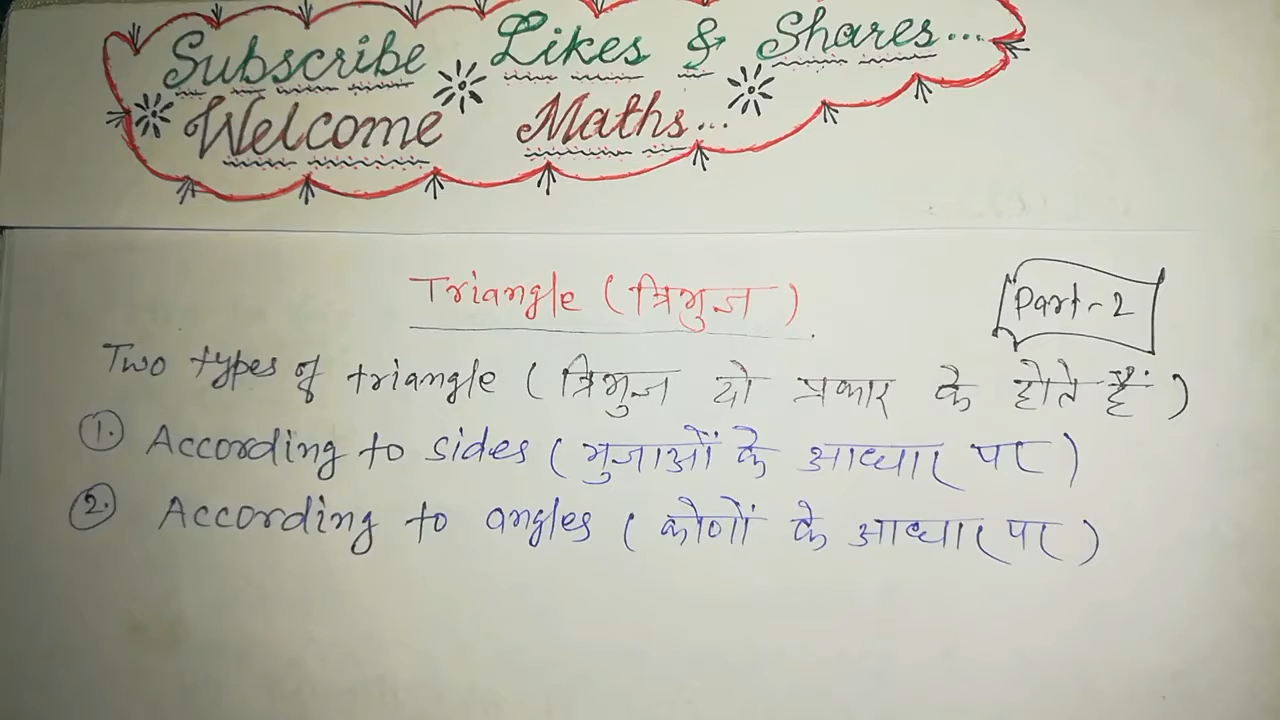 Subscribe Likes & Shares...
Welcome Maths...
Triangle (त्रिभुज)
Part-2
Two types of triangle (त्रिभुज दो प्रकार के होते हैं)
1. According to sides (भुजाओं के आधार पर)
2. According to angles (कोणों के आधार पर)